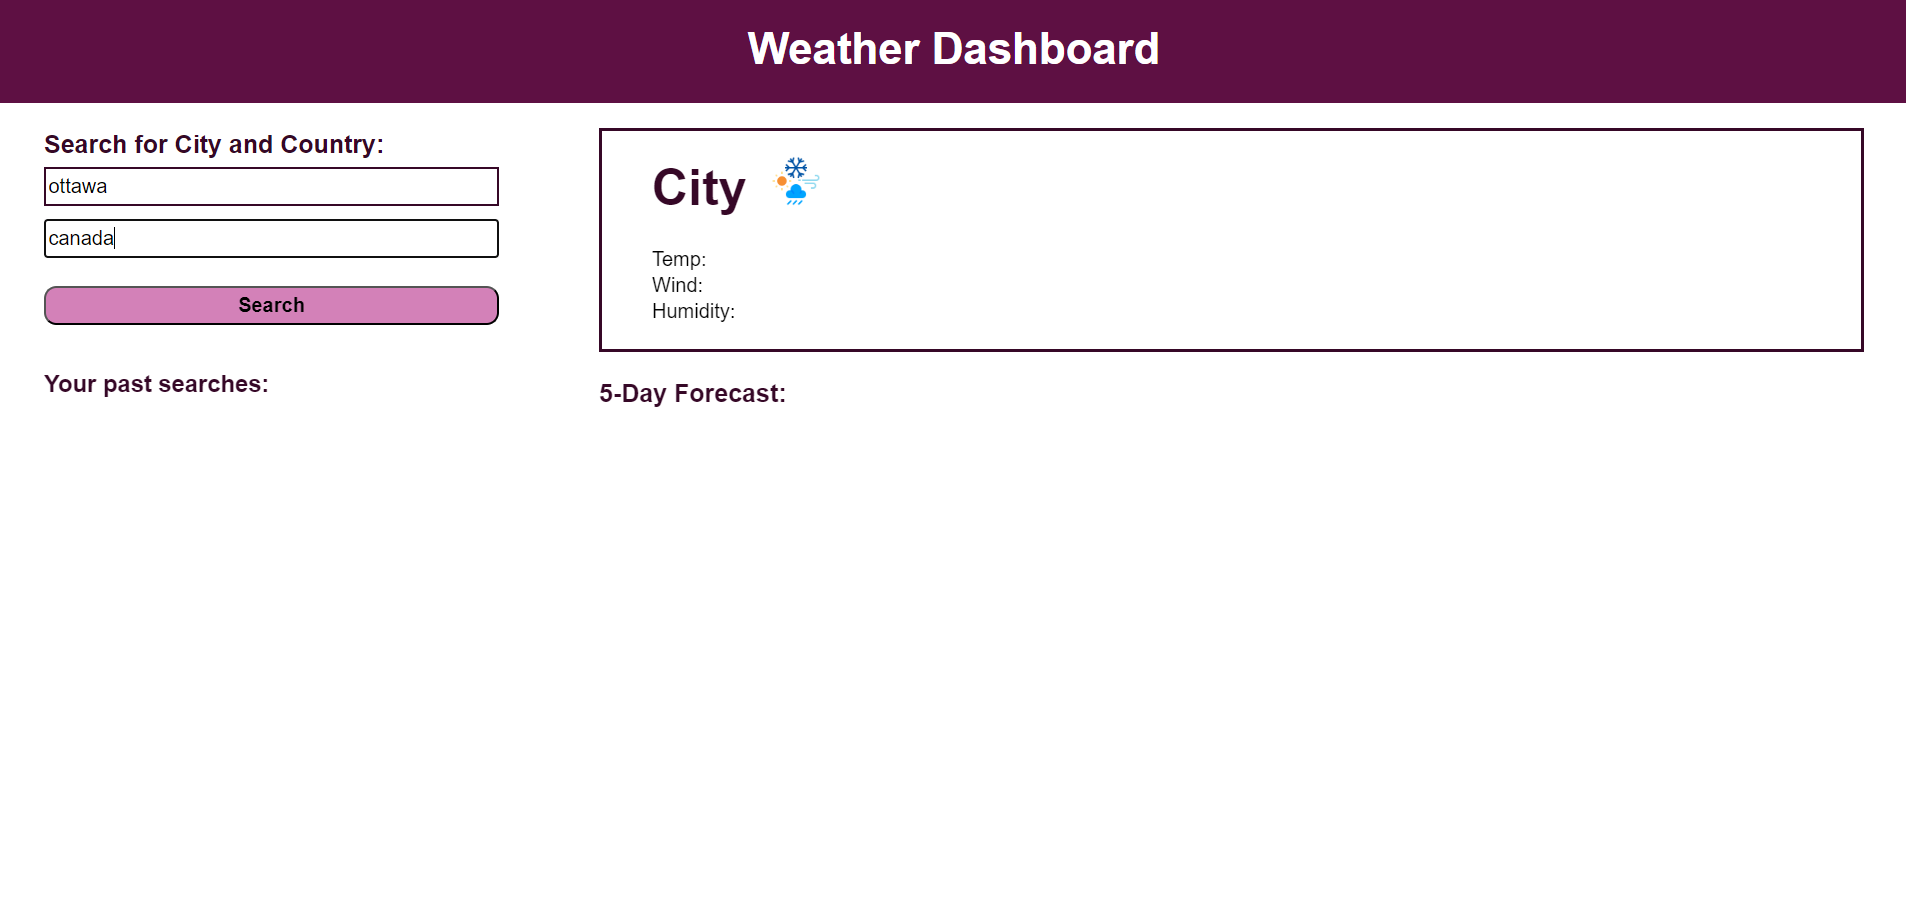 Weather Dashboard
Search for City and Country:
ottawa
canada
Search
Your past searches:
City
Temp:
Wind:
Humidity:
5-Day Forecast: